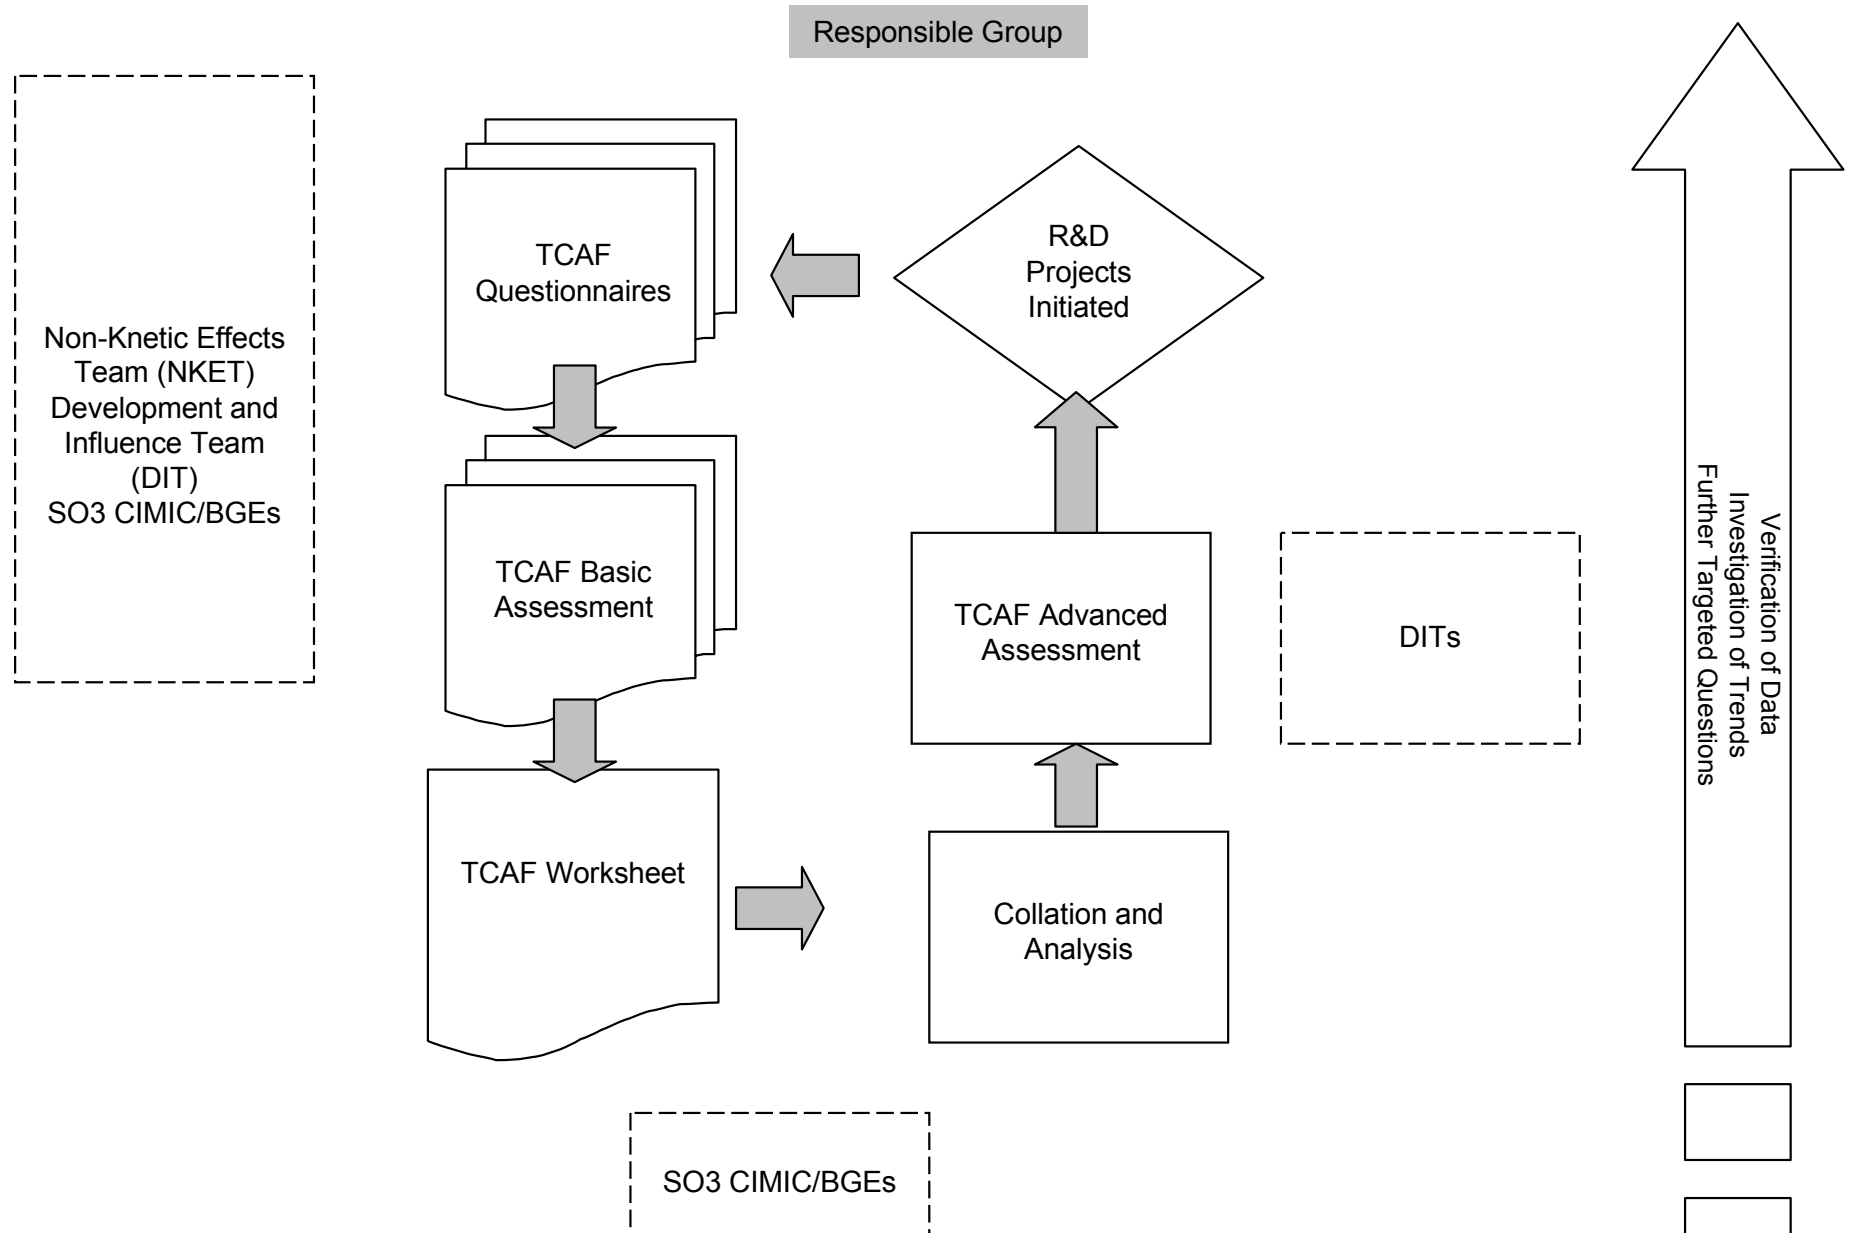 Responsible Group
Non-Knetic Effects
Team (NKET)
Development and
Influence Team
(DIT)
SO3 CIMIC/BGEs
TCAF
Questionnaires
R&D
Projects
Initiated
TCAF Basic
Assessment
TCAF Advanced
Assessment
DITs
TCAF Worksheet
Collation and
Analysis
SO3 CIMIC/BGEs
Verification of Data
Investigation of Trends
Further Targeted Questions